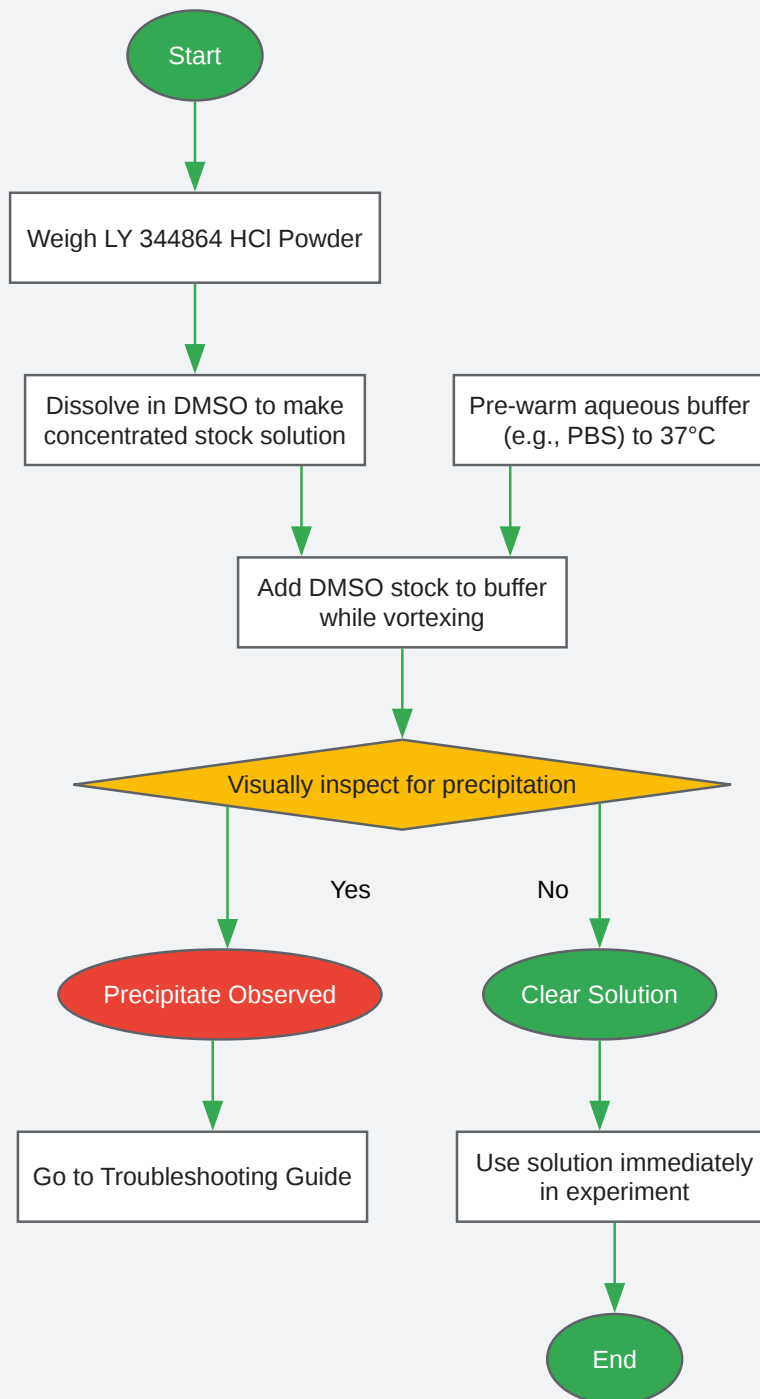 Start
Weigh LY 344864 HCl Powder
Dissolve in DMSO to make
concentrated stock solution
Pre-warm aqueous buffer
(e.g., PBS) to 37°C
Add DMSO stock to buffer
while vortexing
Visually inspect for precipitation
Yes
No
Precipitate Observed
Clear Solution
Go to Troubleshooting Guide
Use solution immediately
in experiment
End